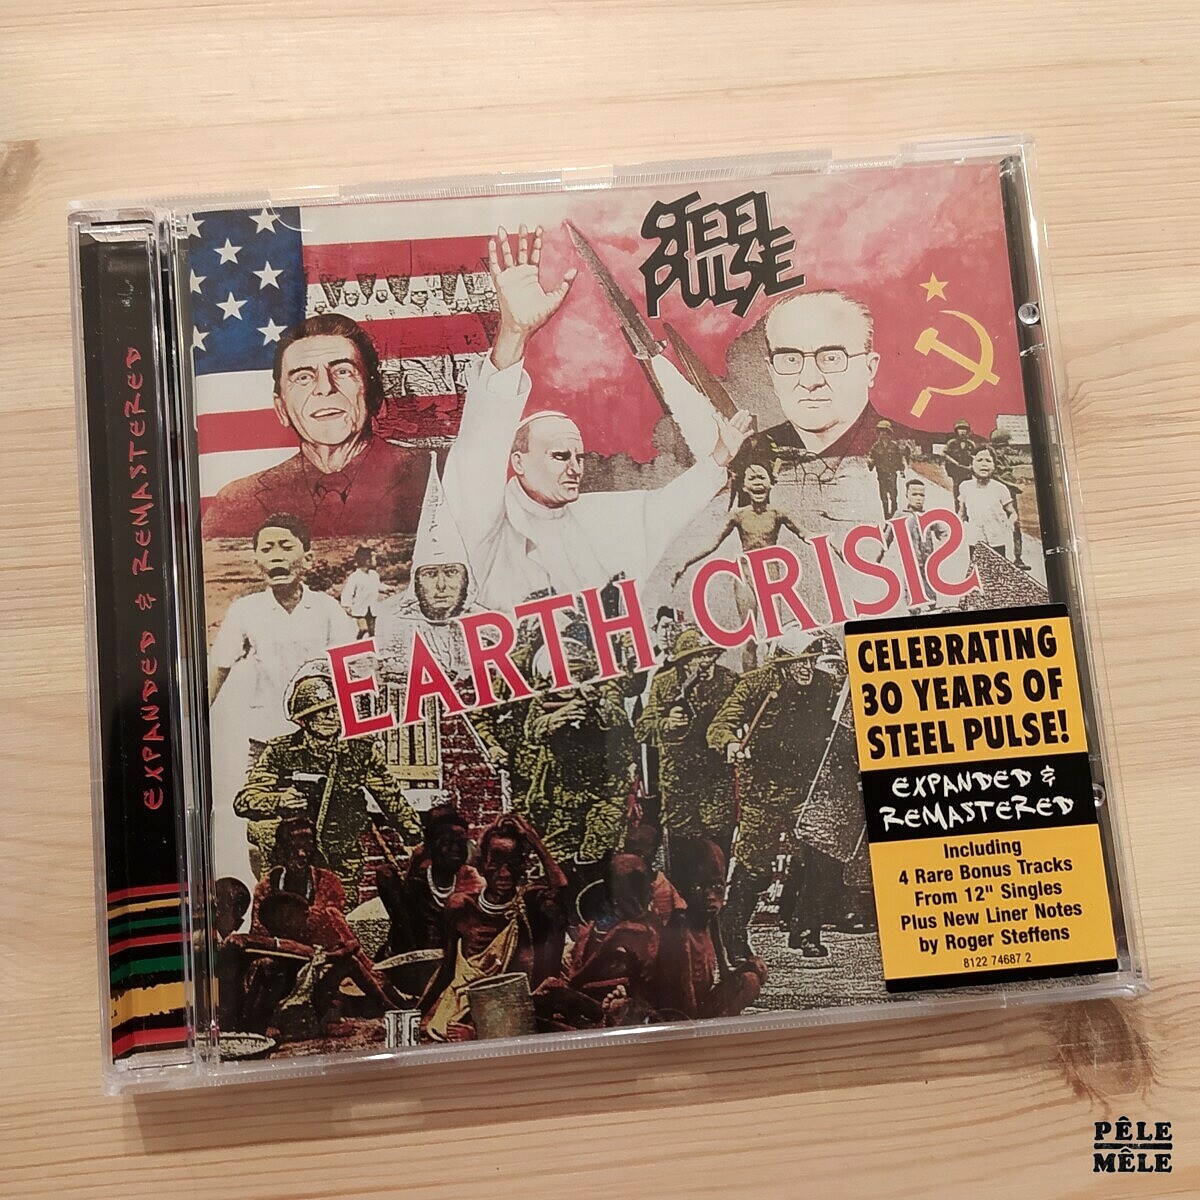 STEEL
PULSE
EARTH CRISIS
EXPANDED & REMASTERED
CELEBRATING
30 YEARS OF
STEEL PULSE!
EXPANDED &
REMASTERED
Including
4 Rare Bonus Tracks
From 12" Singles
Plus New Liner Notes
by Roger Steffens
8122 74687 2
PÊLE
MÊLE